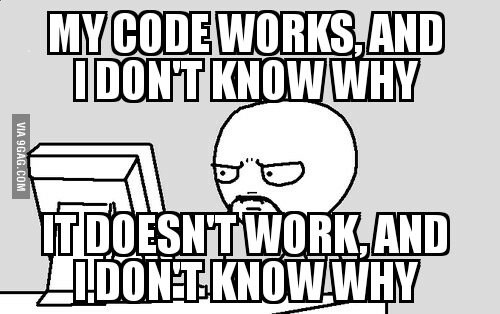 MY CODE WORKS, AND
I DON'T KNOW WHY
VIA 9GAG.COM
IT DOESN'T WORK, AND
I DON'T KNOW WHY